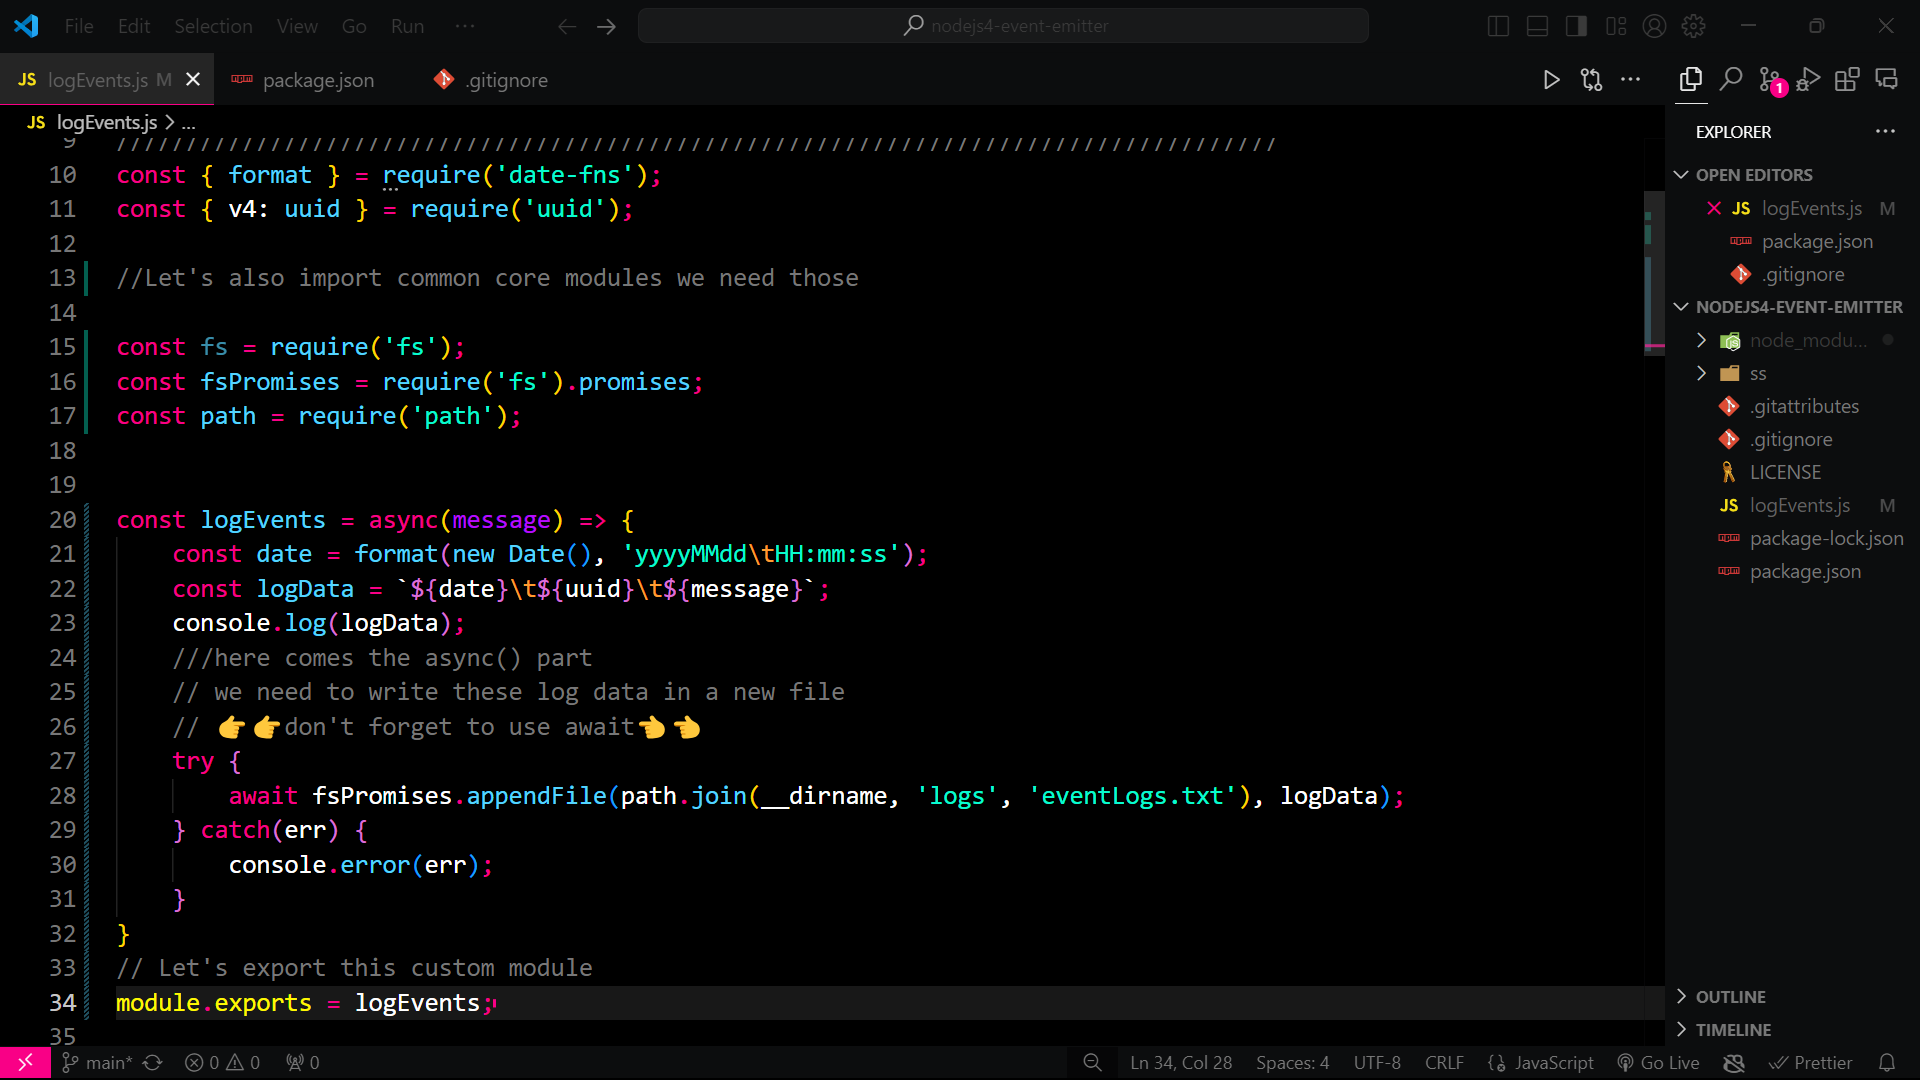 File Edit Selection View Go Run ... nodejs4-event-emitter
JS logEvents.js M package.json .gitignore
JS logEvents.js > ...
9 ///////////////////////////////////////////////////////////////////////////////////
10 const { format } = require('date-fns');
11 const { v4: uuid } = require('uuid');
12
13 //Let's also import common core modules we need those
14
15 const fs = require('fs');
16 const fsPromises = require('fs').promises;
17 const path = require('path');
18
19
20 const logEvents = async(message) => {
21 const date = format(new Date(), 'yyyyMMdd\tHH:mm:ss');
22 const logData = `${date}\t${uuid}\t${message}`;
23 console.log(logData);
24 ///here comes the async() part
25 // we need to write these log data in a new file
26 // 👉👉don't forget to use await👈👈
27 try {
28 await fsPromises.appendFile(path.join(__dirname, 'logs', 'eventLogs.txt'), logData);
29 } catch(err) {
30 console.error(err);
31 }
32 }
33 // Let's export this custom module
34 module.exports = logEvents;
35
1
EXPLORER
OPEN EDITORS
JS logEvents.js M
package.json
.gitignore
NODEJS4-EVENT-EMITTER
node_modu...
ss
.gitattributes
.gitignore
LICENSE
JS logEvents.js M
package-lock.json
package.json
OUTLINE
TIMELINE
main* 0 0 0 Ln 34, Col 28 Spaces: 4 UTF-8 CRLF {} JavaScript Go Live Prettier